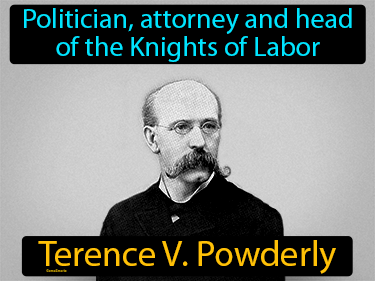 Politician, attorney and head
of the Knights of Labor
Terence V. Powderly